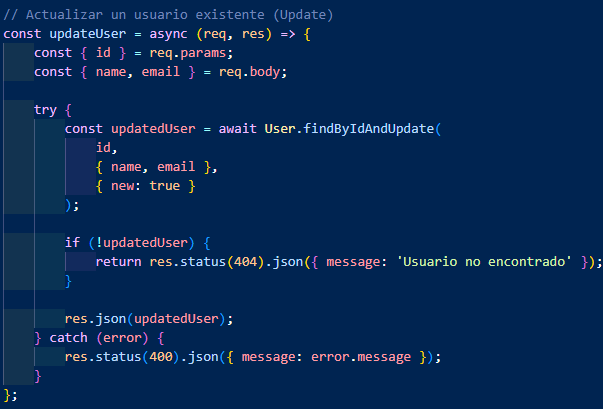 // Actualizar un usuario existente (Update)
const updateUser = async (req, res) => {
    const { id } = req.params;
    const { name, email } = req.body;

    try {
        const updatedUser = await User.findByIdAndUpdate(
            id,
            { name, email },
            { new: true }
        );

        if (!updatedUser) {
            return res.status(404).json({ message: 'Usuario no encontrado' });
        }

        res.json(updatedUser);
    } catch (error) {
        res.status(400).json({ message: error.message });
    }
};